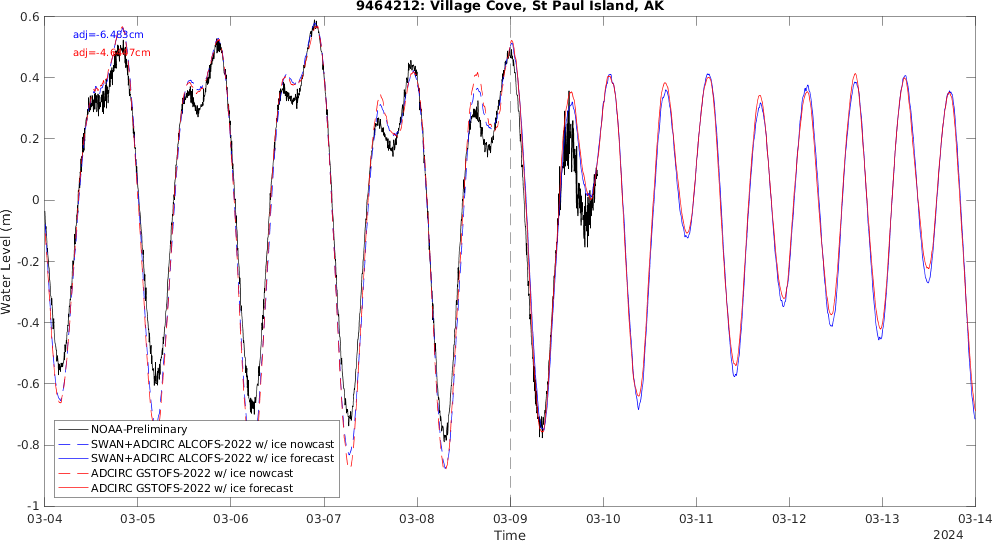 9464212: Village Cove, St Paul Island, AK
adj=-6.483cm
0.6
0.4
0.2
0
-0.2
-0.4
-0.6
-0.8
-1
Water Level (m)
NOAA-Preliminary
SWAN+ADCIRC ALCOFS-2022 w/ ice nowcast
SWAN+ADCIRC ALCOFS-2022 w/ ice forecast
ADCIRC GSTOFS-2022 w/ ice nowcast
ADCIRC GSTOFS-2022 w/ ice forecast
03-04 03-05 03-06 03-07 03-08 03-09 03-10 03-11 03-12 03-13 03-14
Time
2024